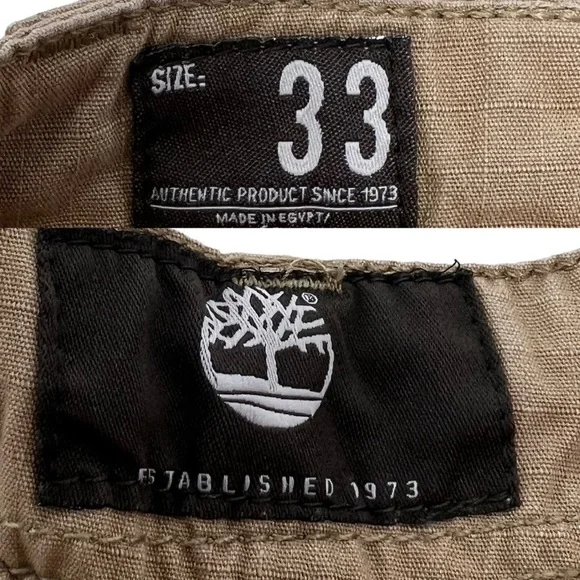 SIZE: 33
AUTHENTIC PRODUCT SINCE 1973
MADE IN EGYPT/
®
ESTABLISHED 1973